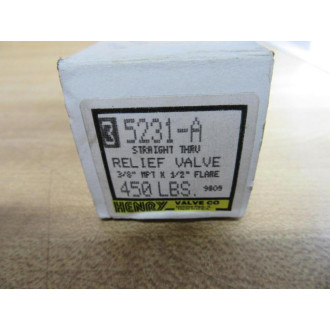 5231-A
STRAIGHT THRU
RELIEF VALVE
3/8" MPT X 1/2" FLARE
450 LBS. 9809
HENRY VALVE CO